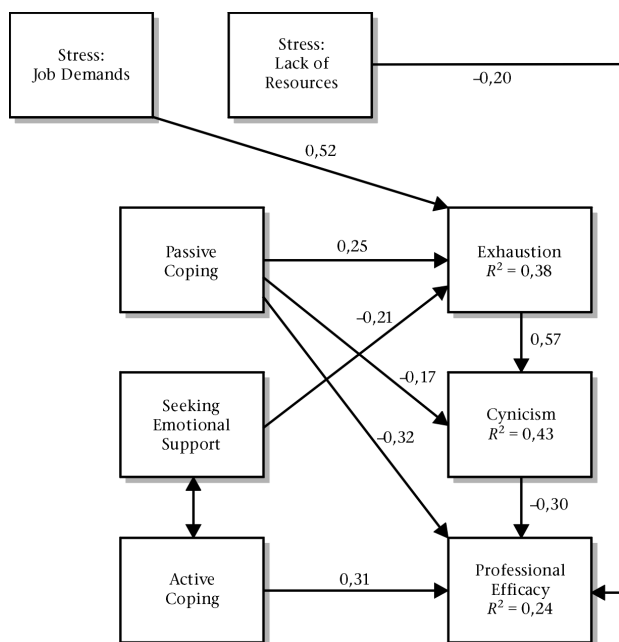 Stress:
Job Demands
Stress:
Lack of
Resources
–0,20
0,52
Passive
Coping
0,25
Exhaustion
R² = 0,38
–0,21
0,57
–0,17
Seeking
Emotional
Support
Cynicism
R² = 0,43
–0,32
–0,30
Active
Coping
0,31
Professional
Efficacy
R² = 0,24